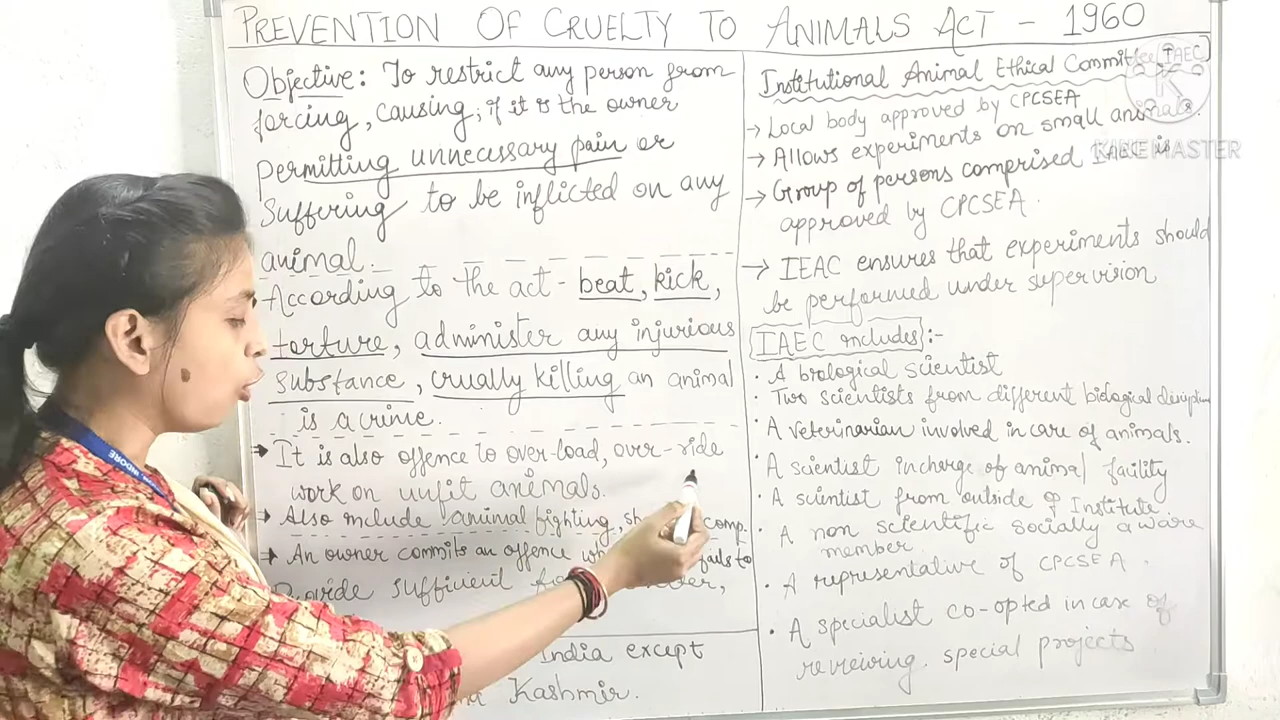 PREVENTION OF CRUELTY TO ANIMALS ACT - 1960
Objective: To restrict any person from
forcing, causing; if it is the owner
permitting unnecessary pain or
Suffering to be inflicted on any
animal.
According to the act - beat, kick,
torture, administer any injurious
substance, crually killing an animal
is a crime.
→ It is also offence to over-load, over-ride
work on unfit animals.
→ Also include animal fighting, comp.
→ An owner commits an offence fails to
Provide sufficient
India except
Kashmir.
Institutional Animal Ethical Committee IAEC
→ Local body approved by CPCSEA
→ Allows experiments on small animals.
→ Group of persons comprised IAEC is
approved by CPCSEA.
→ IEAC ensures that experiments should
be performed under supervision
IAEC includes :-
• A biological scientist
• Two scientists from different biological
• A veterinarian involved in care of animals.
• A scientist incharge of animal facility
• A scientist from outside of Institute.
• A non scientific socially aware
member.
• A representative of CPCSEA.
• A specialist co-opted in case of
reviewing special projects
KINEMASTER
INDORE